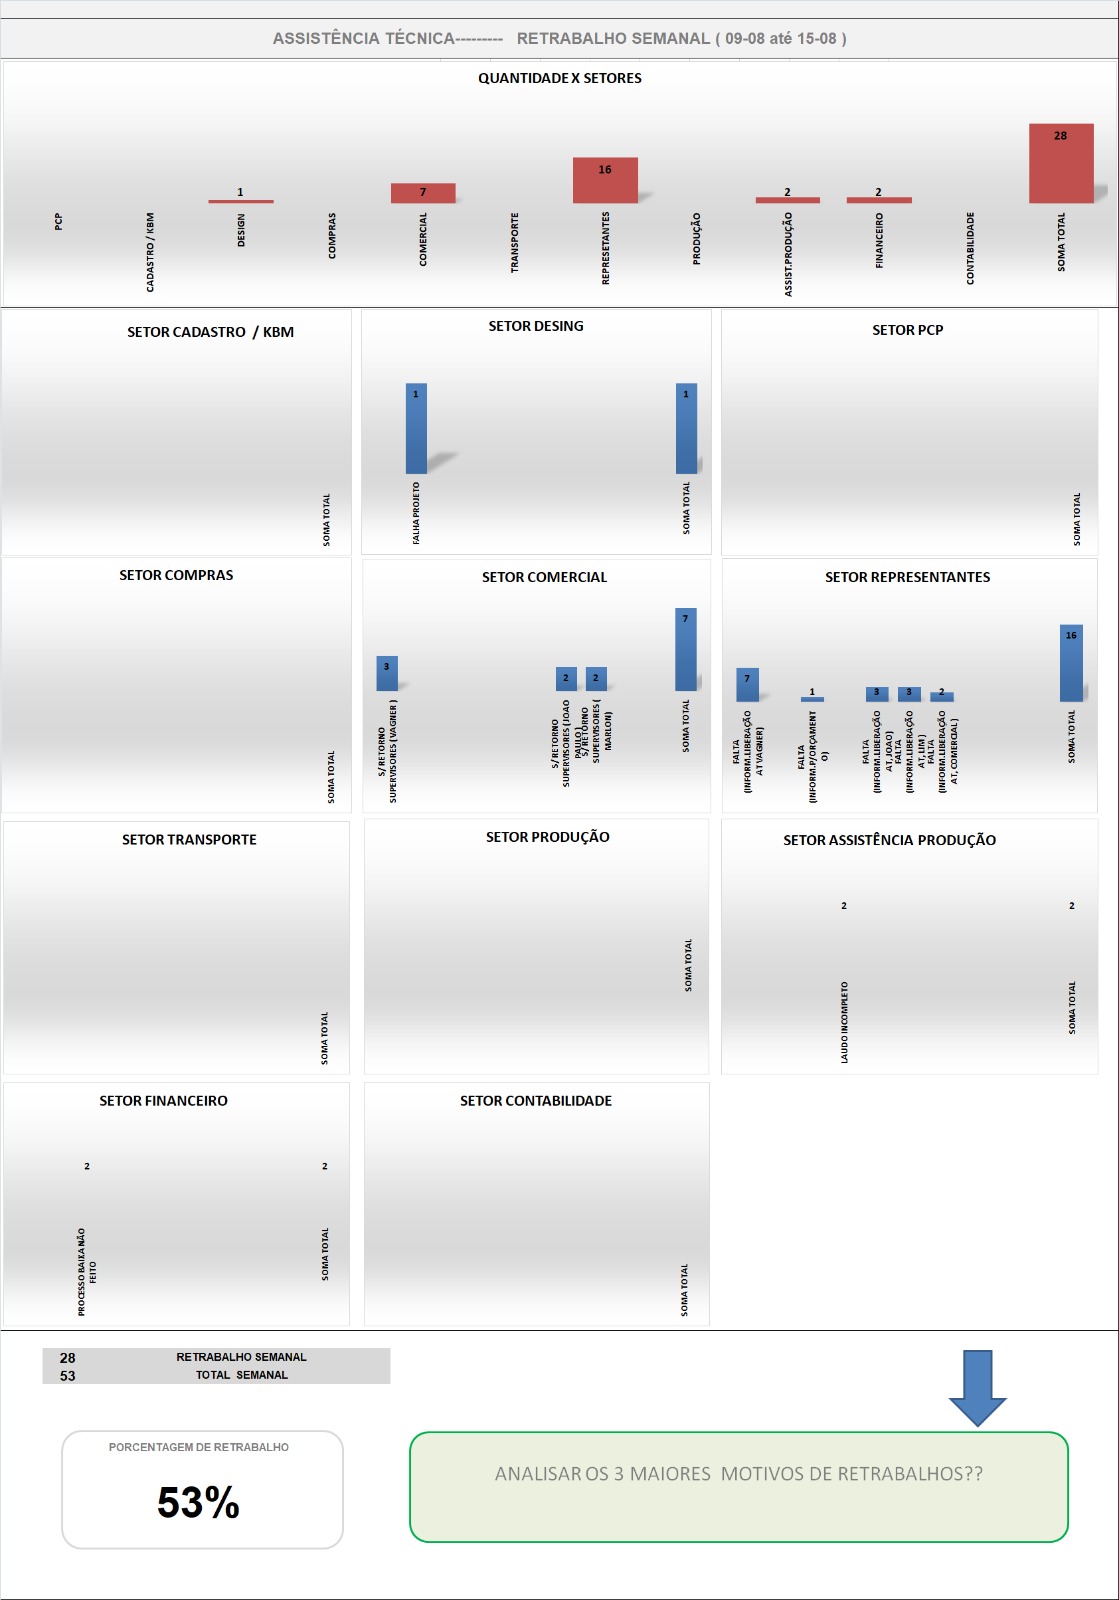 ASSISTÊNCIA TÉCNICA--------- RETRABALHO SEMANAL ( 09-08 até 15-08 )
QUANTIDADE X SETORES
1
7
16
2
2
28
PCP
CADASTRO / KBM
DESIGN
COMPRAS
COMERCIAL
TRANSPORTE
REPRESETANTES
PRODUÇÃO
ASSIST.PRODUÇÃO
FINANCEIRO
CONTABILIDADE
SOMA TOTAL
SETOR CADASTRO / KBM
SOMA TOTAL
SETOR DESING
1
1
FALHA PROJETO
SOMA TOTAL
SETOR PCP
SOMA TOTAL
SETOR COMPRAS
SOMA TOTAL
SETOR COMERCIAL
3
2
2
7
S/ RETORNO
SUPERVISORES ( VAGNER )
S/ RETORNO
SUPERVISORES ( JOAO
PAULO )
S/ RETORNO
SUPERVISORES (
MARLON)
SOMA TOTAL
SETOR REPRESENTANTES
7
1
3
3
2
16
FALTA
(INFORM.LIBERAÇÃO
AT VAGNER)
FALTA
(INFORM.P/ORÇAMENT
O)
FALTA
(INFORM.LIBERAÇÃO
AT, JOAO)
FALTA
(INFORM.LIBERAÇÃO
AT, LIM )
FALTA
(INFORM.LIBERAÇÃO
AT, COMERCIAL )
SOMA TOTAL
SETOR TRANSPORTE
SOMA TOTAL
SETOR PRODUÇÃO
SOMA TOTAL
SETOR ASSISTÊNCIA PRODUÇÃO
2
2
LAUDO INCOMPLETO
SOMA TOTAL
SETOR FINANCEIRO
2
2
PROCESSO BAIXA NÃO
FEITO
SOMA TOTAL
SETOR CONTABILIDADE
SOMA TOTAL
28 RETRABALHO SEMANAL
53 TOTAL SEMANAL
PORCENTAGEM DE RETRABALHO
53%
ANALISAR OS 3 MAIORES MOTIVOS DE RETRABALHOS??